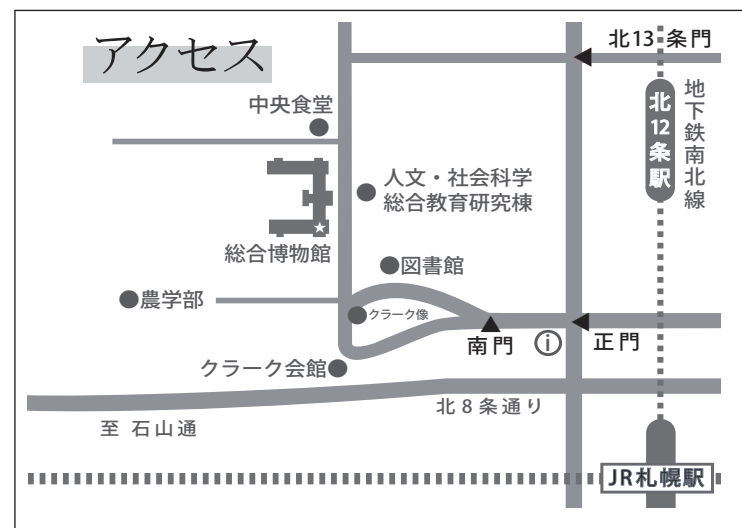 アクセス
北13条門
地下鉄南北線
北12条駅
中央食堂
人文・社会科学
総合教育研究棟
総合博物館
図書館
農学部
クラーク像
南門
i
正門
クラーク会館
北8条通り
至 石山通
JR札幌駅